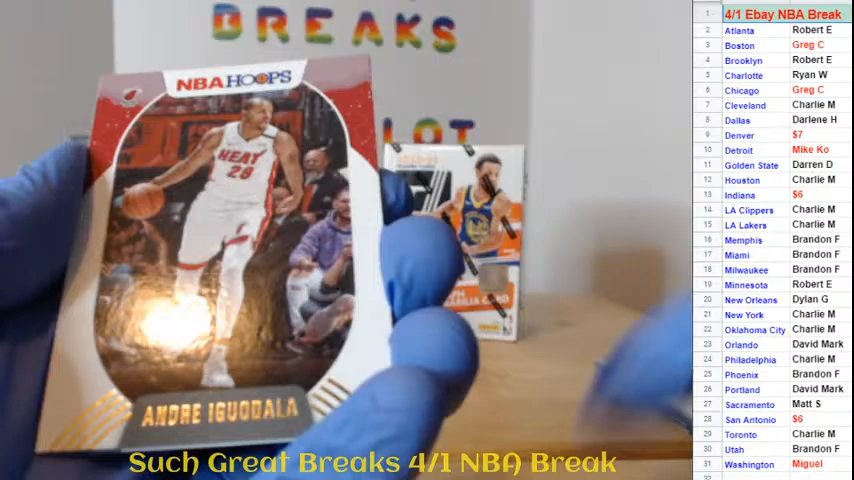 BREAKS
LOT
NBA HOOPS
HEAT
28
ANDRE IGUODALA
PANINI
Such Great Breaks 4/1 NBA Break
1 4/1 Ebay NBA Break
2 Atlanta Robert E
3 Boston Greg C
4 Brooklyn Robert E
5 Charlotte Ryan W
6 Chicago Greg C
7 Cleveland Charlie M
8 Dallas Darlene H
9 Denver $7
10 Detroit Mike Ko
11 Golden State Darren D
12 Houston Charlie M
13 Indiana $6
14 LA Clippers Charlie M
15 LA Lakers Charlie M
16 Memphis Brandon F
17 Miami Brandon F
18 Milwaukee Brandon F
19 Minnesota Robert E
20 New Orleans Dylan G
21 New York Charlie M
22 Oklahoma City Charlie M
23 Orlando David Mark
24 Philadelphia Charlie M
25 Phoenix Brandon F
26 Portland David Mark
27 Sacramento Matt S
28 San Antonio $6
29 Toronto Charlie M
30 Utah Brandon F
31 Washington Miguel